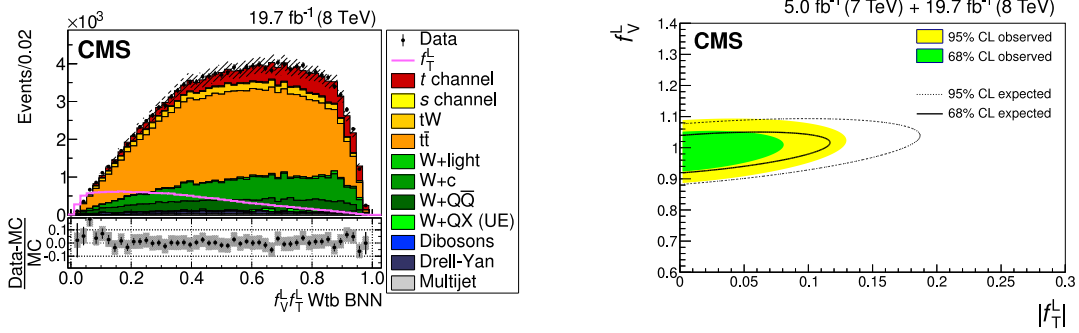 19.7 fb⁻¹ (8 TeV)
×10³
CMS
Events/0.02
4
3
2
1
0
Data
f_T^L
t channel
s channel
tW
tt̄
W+light
W+c
W+QQ̄
W+QX (UE)
Dibosons
Drell-Yan
Multijet
Data-MC
MC
0.1
0.0
-0.1
0.0 0.2 0.4 0.6 0.8 1.0
f_V^L f_T^L Wtb BNN
5.0 fb⁻¹ (7 TeV) + 19.7 fb⁻¹ (8 TeV)
f_V^L
CMS
95% CL observed
68% CL observed
95% CL expected
68% CL expected
1.4
1.3
1.2
1.1
1
0.9
0.8
0.7
0.6
0 0.05 0.1 0.15 0.2 0.25 0.3
|f_T^L|